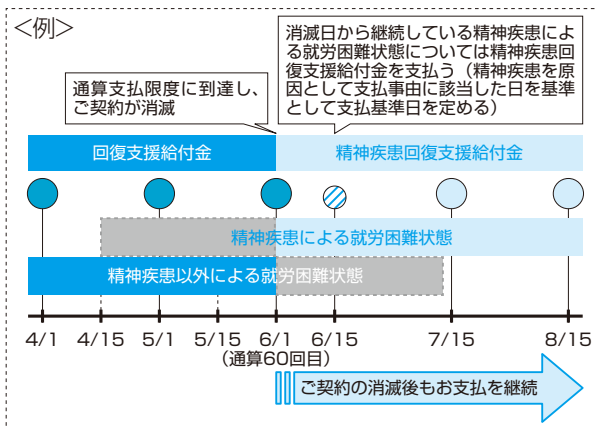 <例>
通算支払限度に到達し、
ご契約が消滅
消滅日から継続している精神疾患によ
る就労困難状態については精神疾患回
復支援給付金を支払う(精神疾患を原
因として支払事由に該当した日を基準
として支払基準日を定める)
回復支援給付金
精神疾患回復支援給付金
精神疾患による就労困難状態
精神疾患以外による就労困難状態
4/1 4/15 5/1 5/15 6/1 6/15 7/15 8/15
(通算60回目)
ご契約の消滅後もお支払を継続